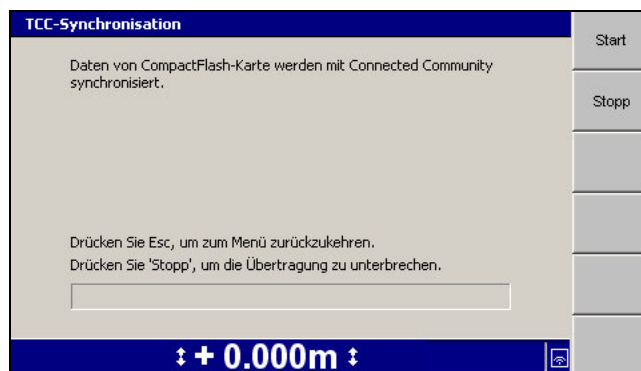 TCC-Synchronisation
Start
Daten von CompactFlash-Karte werden mit Connected Community
synchronisiert.
Stopp
Drücken Sie Esc, um zum Menü zurückzukehren.
Drücken Sie 'Stopp', um die Übertragung zu unterbrechen.
↕ + 0.000m ↕